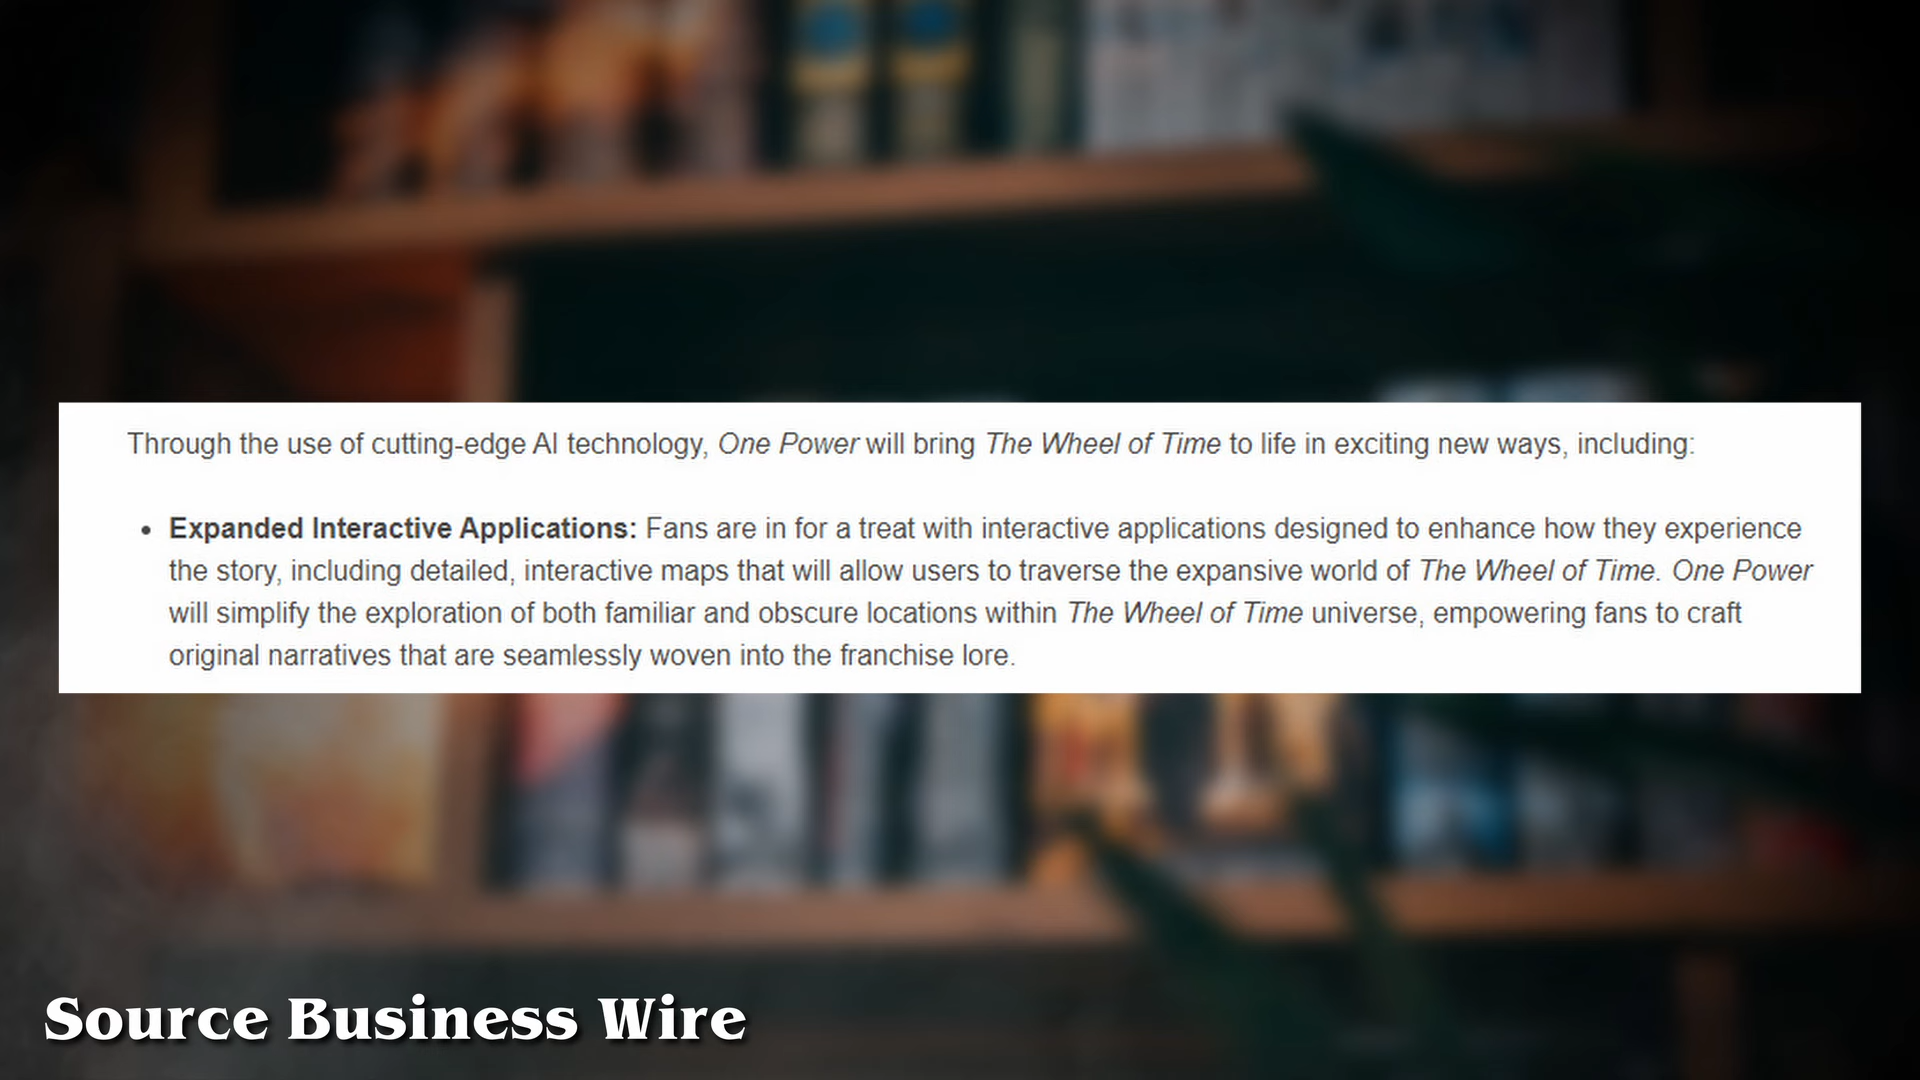 Through the use of cutting-edge AI technology, One Power will bring The Wheel of Time to life in exciting new ways, including:
• Expanded Interactive Applications: Fans are in for a treat with interactive applications designed to enhance how they experience
the story, including detailed, interactive maps that will allow users to traverse the expansive world of The Wheel of Time. One Power
will simplify the exploration of both familiar and obscure locations within The Wheel of Time universe, empowering fans to craft
original narratives that are seamlessly woven into the franchise lore.
Source Business Wire